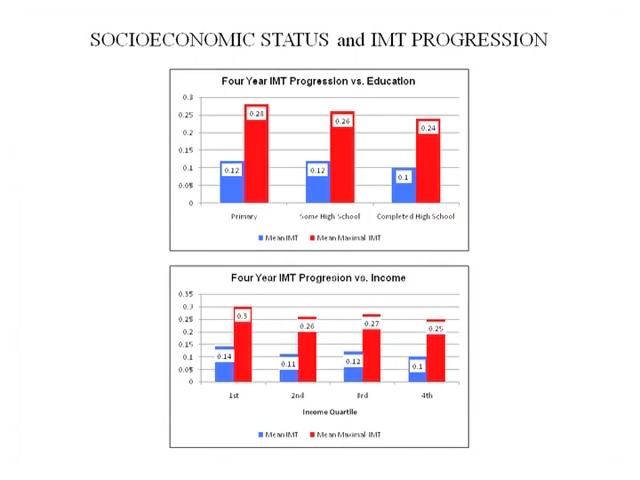 SOCIOECONOMIC STATUS and IMT PROGRESSION
Four Year IMT Progression vs. Education
0.3
0.25
0.2
0.15
0.1
0.05
0
0.12
0.28
0.12
0.26
0.1
0.24
Primary
Some High School
Completed High School
Mean IMT
Mean Maximal IMT
Four Year IMT Progresion vs. Income
0.35
0.3
0.25
0.2
0.15
0.1
0.05
0
0.14
0.3
0.11
0.26
0.12
0.27
0.1
0.25
1st
2nd
3rd
4th
Income Quartile
Mean IMT
Mean Maximal IMT